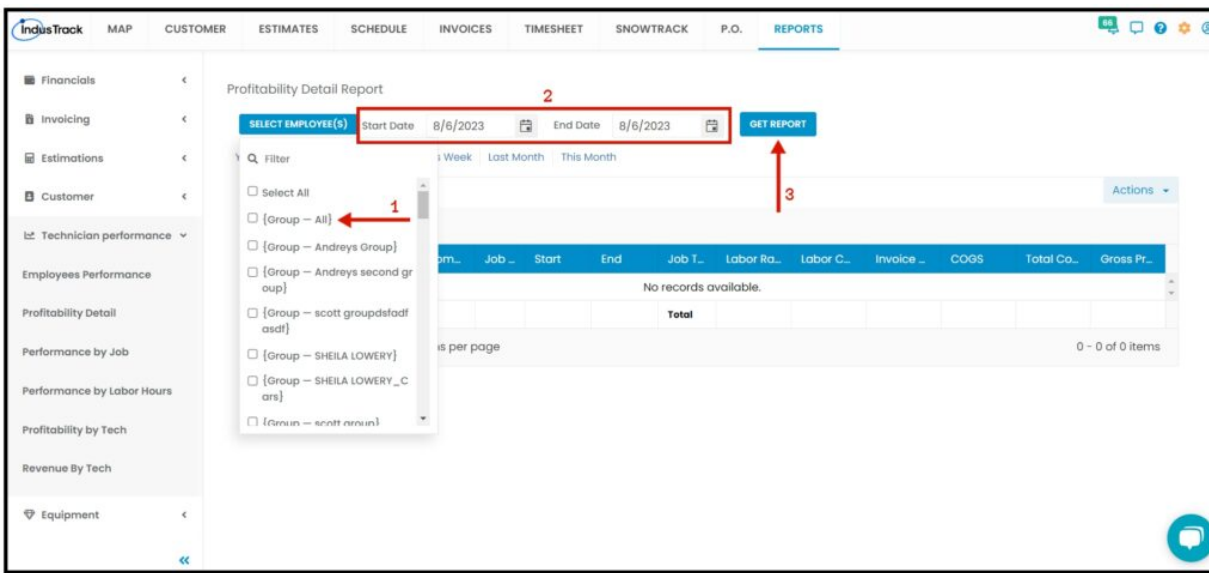 IndusTrack MAP CUSTOMER ESTIMATES SCHEDULE INVOICES TIMESHEET SNOWTRACK P.O. REPORTS 66
Financials
Invoicing
Estimations
Customer
Technician performance
Employees Performance
Profitability Detail
Performance by Job
Performance by Labor Hours
Profitability by Tech
Revenue By Tech
Equipment
Profitability Detail Report
2
SELECT EMPLOYEE(S) Start Date 8/6/2023 End Date 8/6/2023 GET REPORT
Week Last Month This Month
Filter
Select All
{Group — All} 1
{Group — Andreys Group}
{Group — Andreys second gr
oup}
{Group — scott groupdsfadf
asdf}
{Group — SHEILA LOWERY}
{Group — SHEILA LOWERY_C
ars}
{Group — scott group}
3
Actions
Job … Start End Job T… Labor Ra… Labor C… Invoice … COGS Total Co… Gross Pr…
No records available.
Total
per page 0 - 0 of 0 items